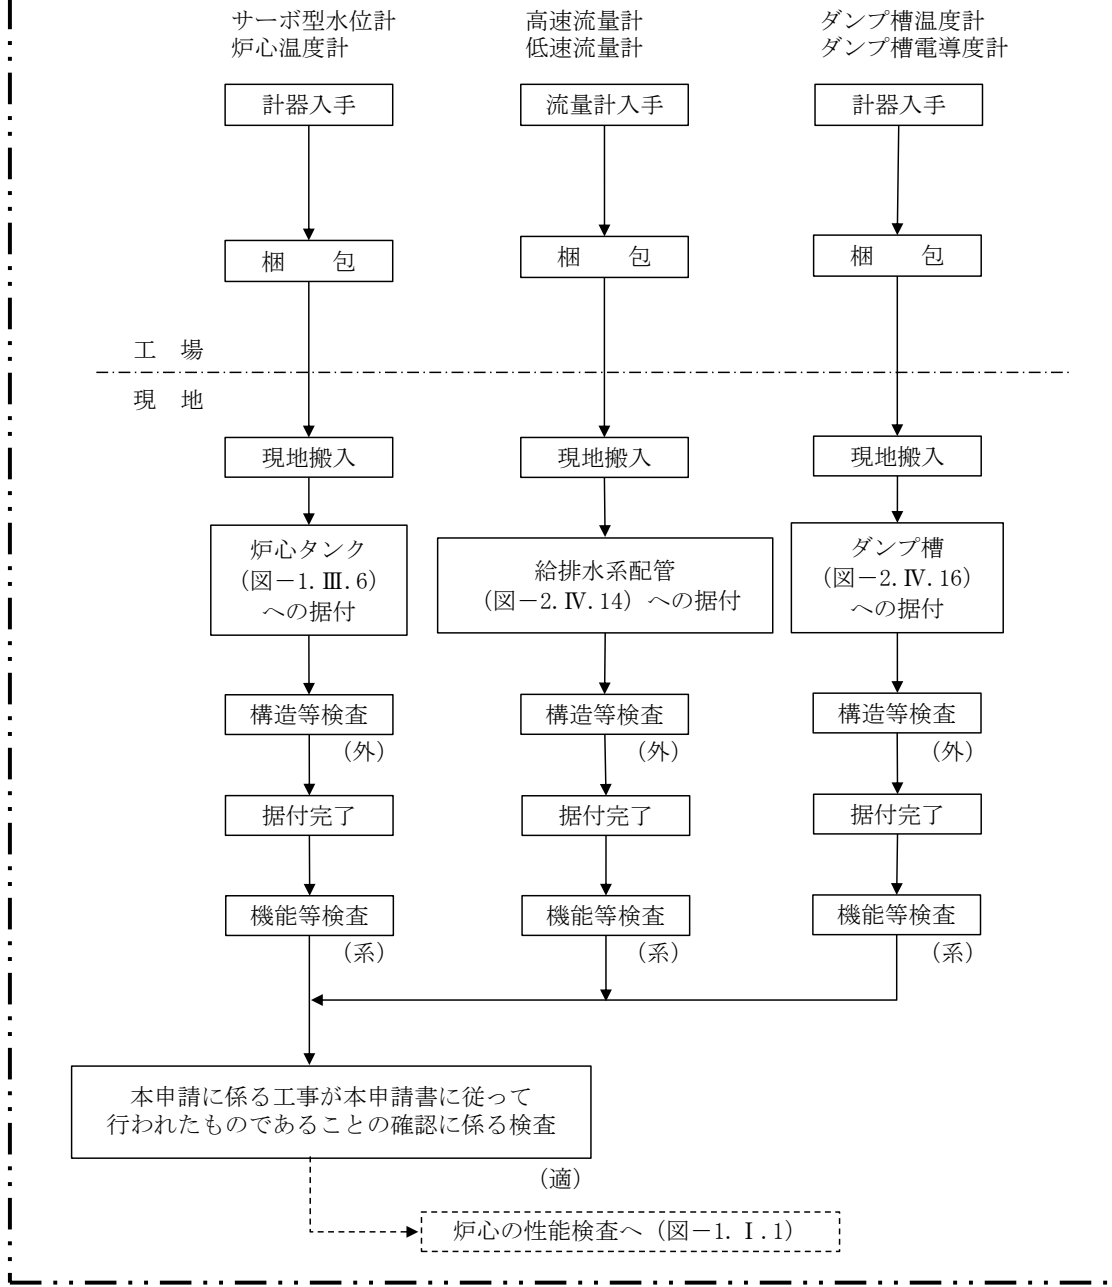 サーボ型水位計
炉心温度計
高速流量計
低速流量計
ダンプ槽温度計
ダンプ槽電導度計
計器入手
流量計入手
計器入手
梱　包
梱　包
梱　包
工　場
現　地
現地搬入
現地搬入
現地搬入
炉心タンク
(図－1.Ⅲ.6)
への据付
給排水系配管
(図－2.Ⅳ.14) への据付
ダンプ槽
(図－2.Ⅳ.16)
への据付
構造等検査
(外)
構造等検査
(外)
構造等検査
(外)
据付完了
据付完了
据付完了
機能等検査
(系)
機能等検査
(系)
機能等検査
(系)
本申請に係る工事が本申請書に従って
行われたものであることの確認に係る検査
(適)
炉心の性能検査へ (図－1.Ⅰ.1)